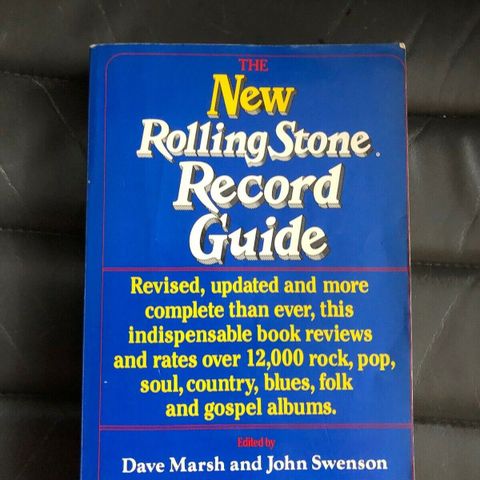 THE
New
Rolling Stone.
Record
Guide
Revised, updated and more
complete than ever, this
indispensable book reviews
and rates over 12,000 rock, pop,
soul, country, blues, folk
and gospel albums.
Edited by
Dave Marsh and John Swenson